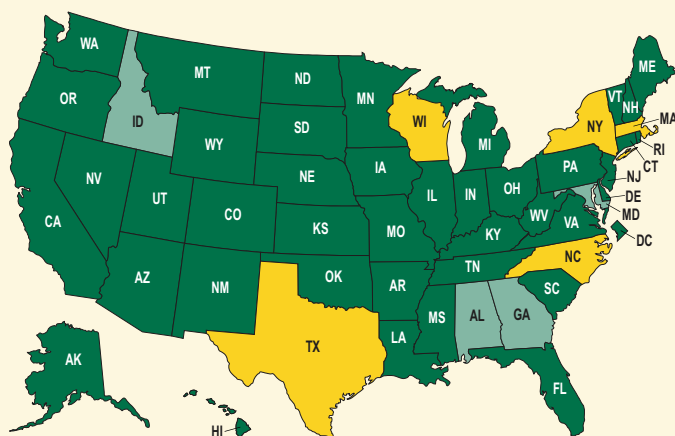 WA
MT
ND
MN
ME
VT
NH
OR
ID
SD
WI
NY
MA
WY
MI
RI
CT
IA
PA
NJ
NE
NV
OH
DE
UT
IL
IN
MD
CO
WV
VA
CA
KS
MO
KY
DC
NC
OK
TN
AZ
NM
AR
SC
MS
AL
GA
LA
TX
AK
FL
HI